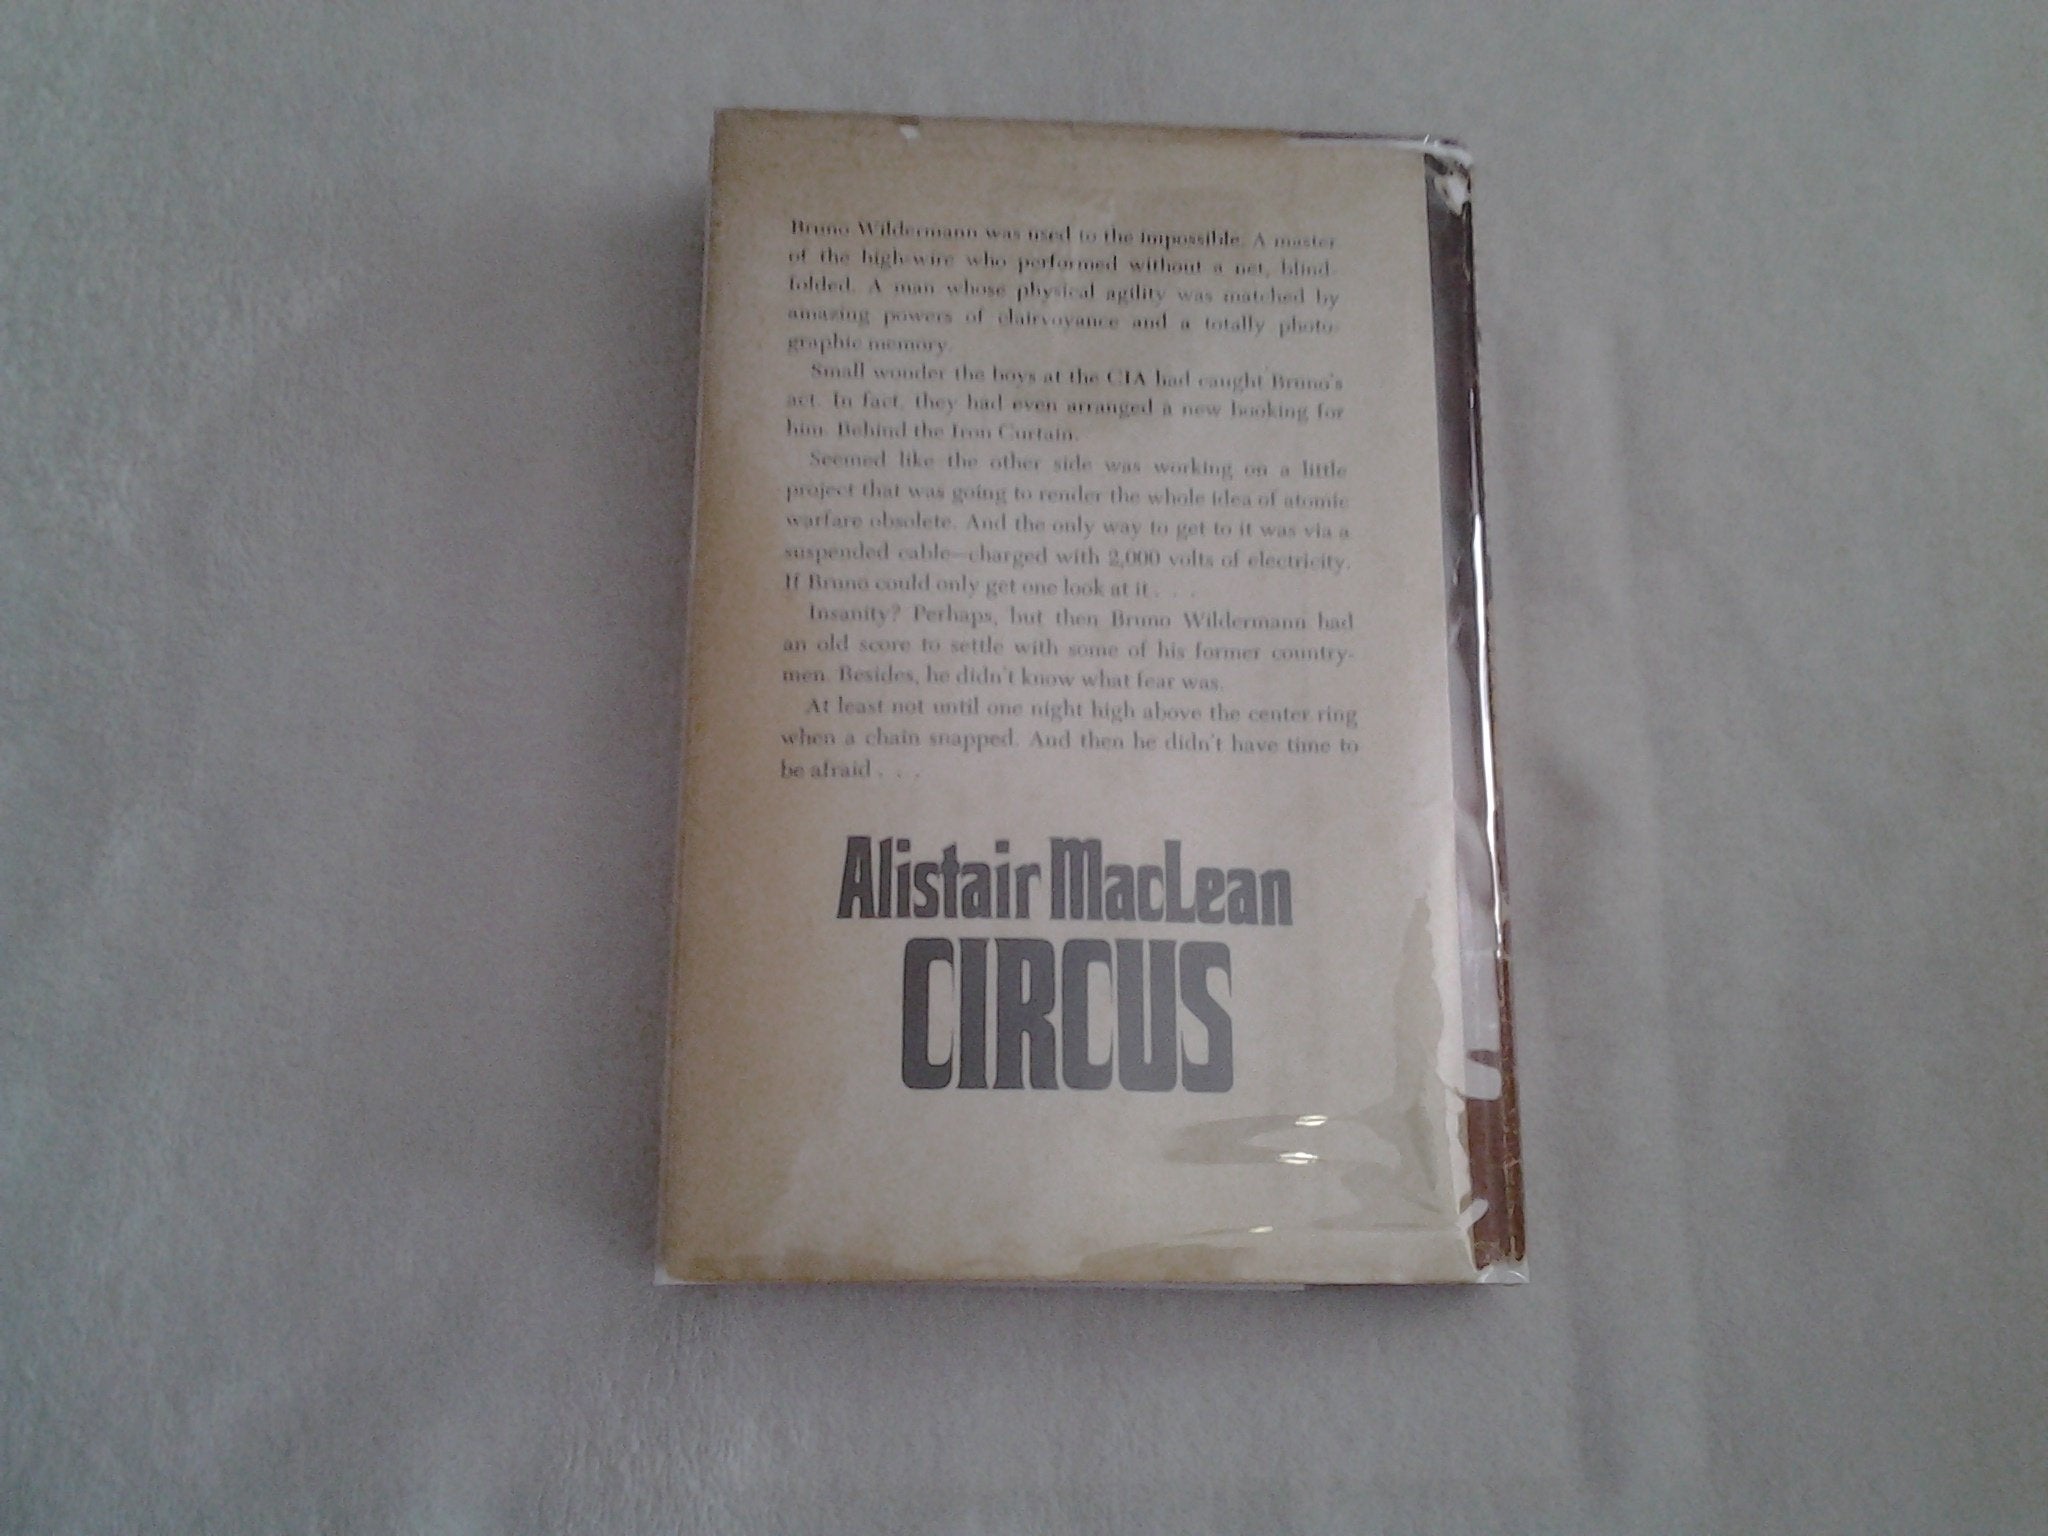 Bruno Wildermann was used to the impossible. A master
of the high-wire who performed without a net, blind-
folded. A man whose physical agility was matched by
amazing powers of clairvoyance and a totally photo-
graphic memory.
Small wonder the boys at the CIA had caught Bruno's
act. In fact, they had even arranged a new booking for
him. Behind the Iron Curtain.
Seemed like the other side was working on a little
project that was going to render the whole idea of atomic
warfare obsolete. And the only way to get to it was via a
suspended cable—charged with 2,000 volts of electricity.
If Bruno could only get one look at it . . .
Insanity? Perhaps, but then Bruno Wildermann had
an old score to settle with some of his former country-
men. Besides, he didn't know what fear was.
At least not until one night high above the center ring
when a chain snapped. And then he didn't have time to
be afraid . . .
Alistair MacLean
CIRCUS